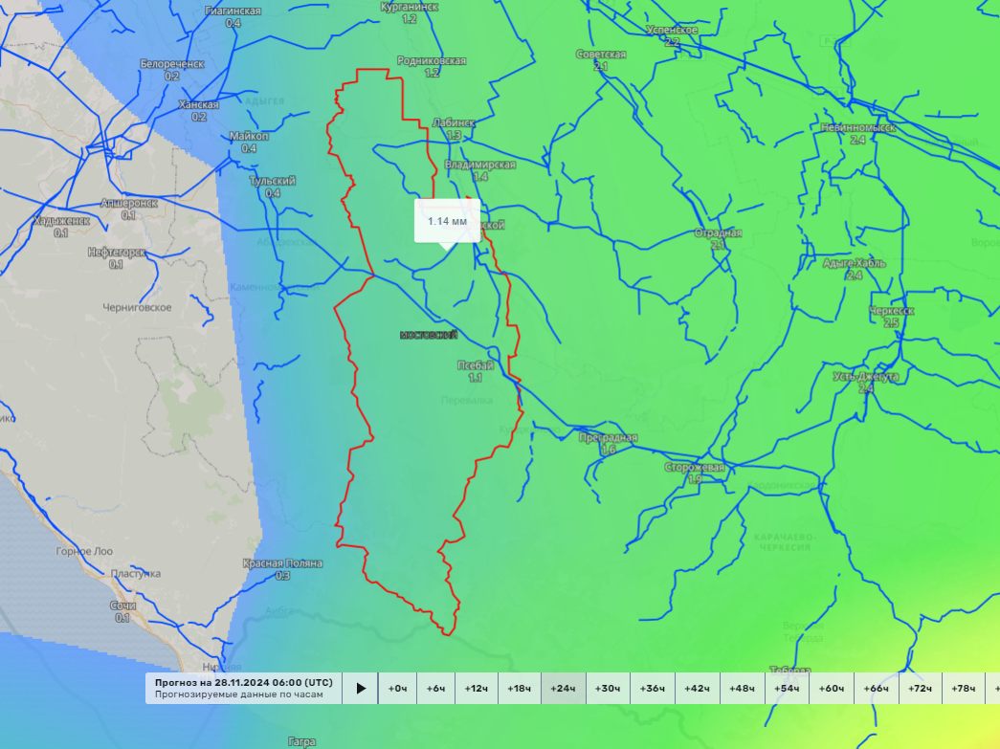 Гиагинская
0.4
Курганинск
1.2
Успенское
2.2
Советская
2.1
Родниковская
1.2
Белореченск
0.2
АДЫГЕЯ
Ханская
0.2
Лабинск
1.3
Невинномысск
2.4
Майкоп
0.4
Владимирская
1.4
Тульский
0.4
Апшеронск
0.1
Хадыженск
0.1
1.14 мм
ской
Отрадная
2.1
Нефтегорск
0.1
Адыге-Хабль
2.4
Черниговское
Черкесск
2.5
мостовский
Псебай
1.1
Усть-Джегута
2.4
Перевалка
Преградная
1.6
Сторожевая
1.9
КАРАЧАЕВО-
ЧЕРКЕСИЯ
Горное Лоо
Красная Поляна
0.3
Пластунка
Сочи
0.1
Верхняя
Теберда
Теберда
Прогноз на 28.11.2024 06:00 (UTC)
Прогнозируемые данные по часам
+0ч
+6ч
+12ч
+18ч
+24ч
+30ч
+36ч
+42ч
+48ч
+54ч
+60ч
+66ч
+72ч
+78ч
Гагра